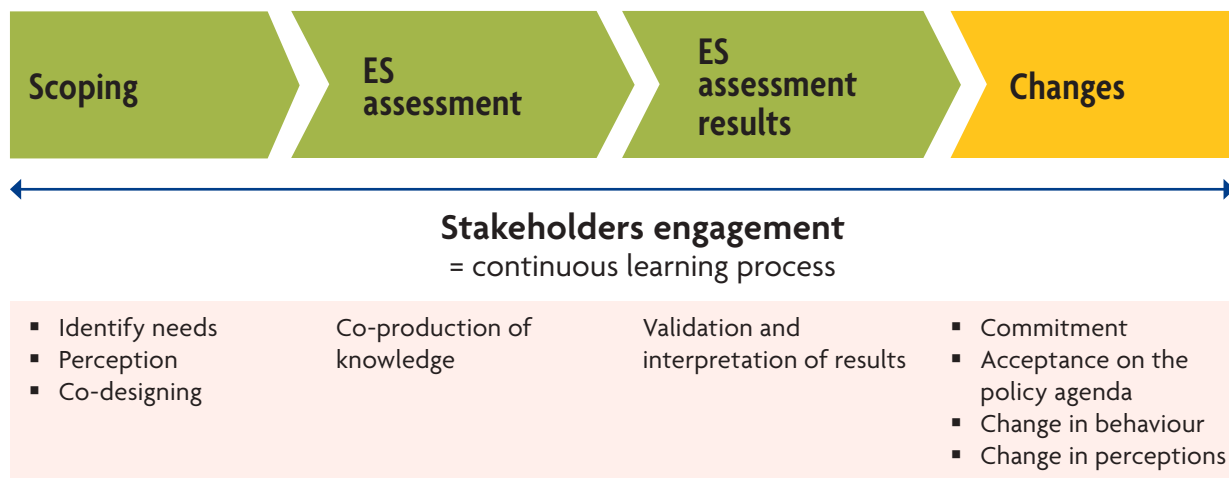 Scoping
ES
assessment
ES
assessment
results
Changes
Stakeholders engagement
= continuous learning process
▪ Identify needs
▪ Perception
▪ Co-designing
Co-production of
knowledge
Validation and
interpretation of results
▪ Commitment
▪ Acceptance on the
policy agenda
▪ Change in behaviour
▪ Change in perceptions